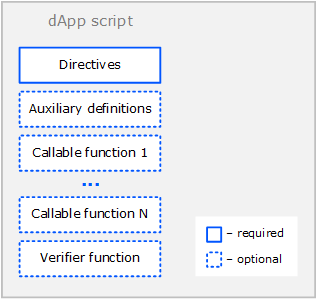 dApp script
Directives
Auxiliary definitions
Callable function 1
...
Callable function N
Verifier function
– required
– optional